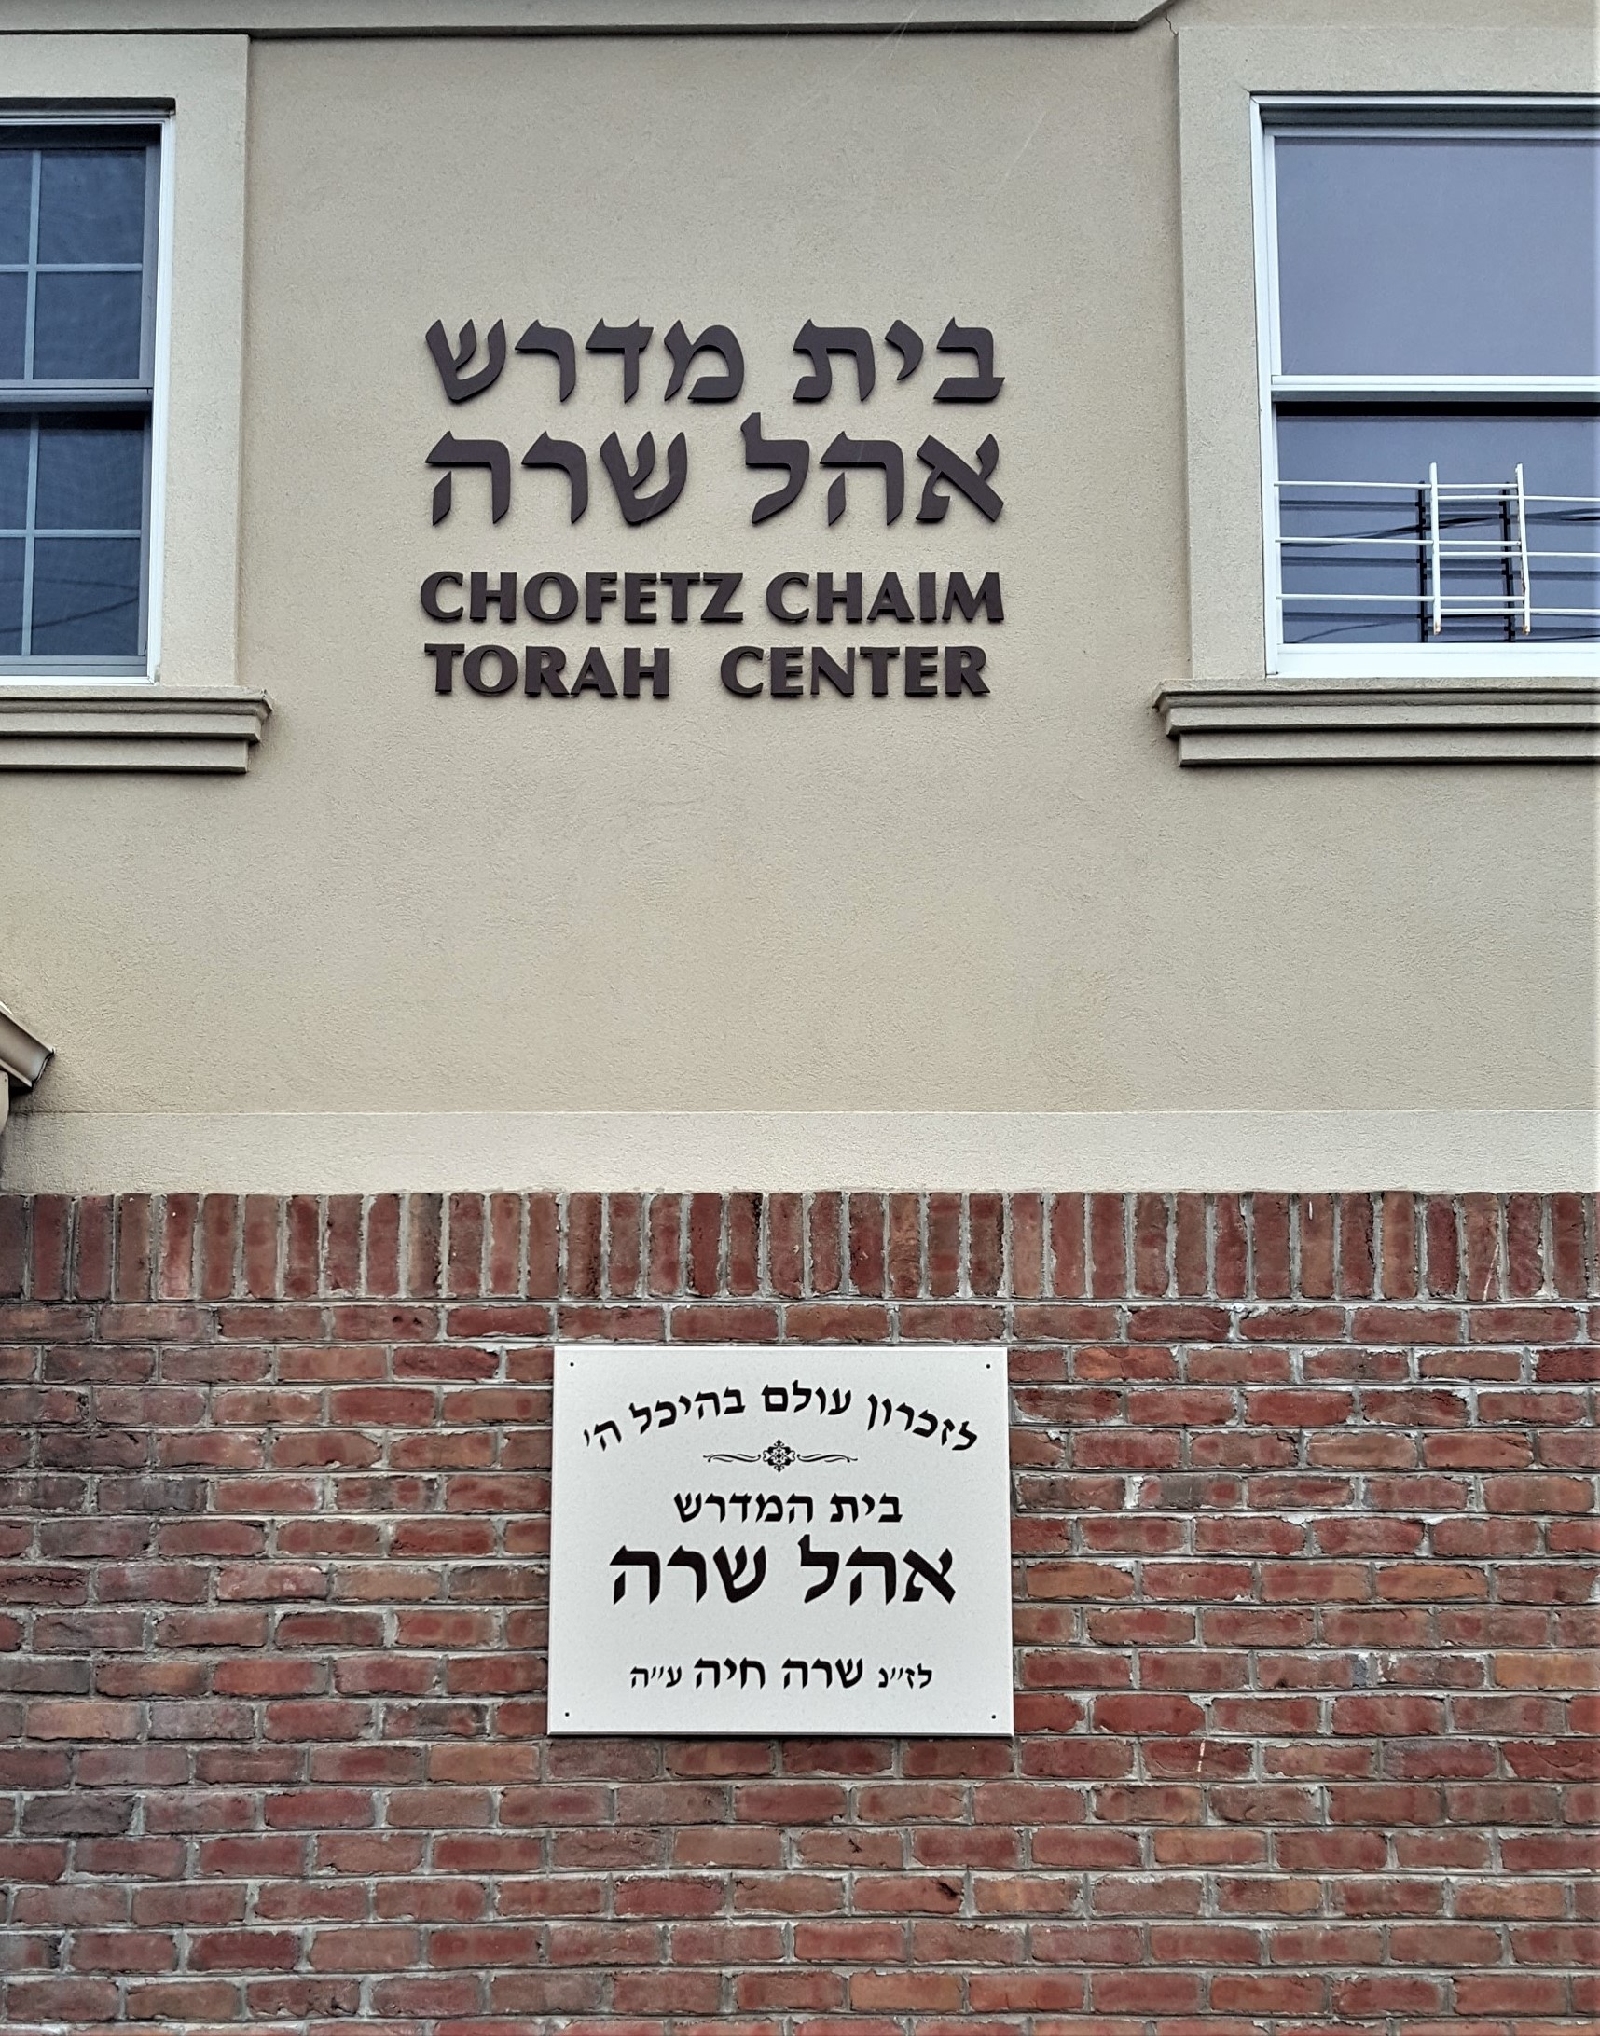 בית מדרש
אהל שרה
CHOFETZ CHAIM
TORAH CENTER
לזכרון עולם בהיכל ה'
בית המדרש
אהל שרה
לז"נ שרה חיה ע"ה